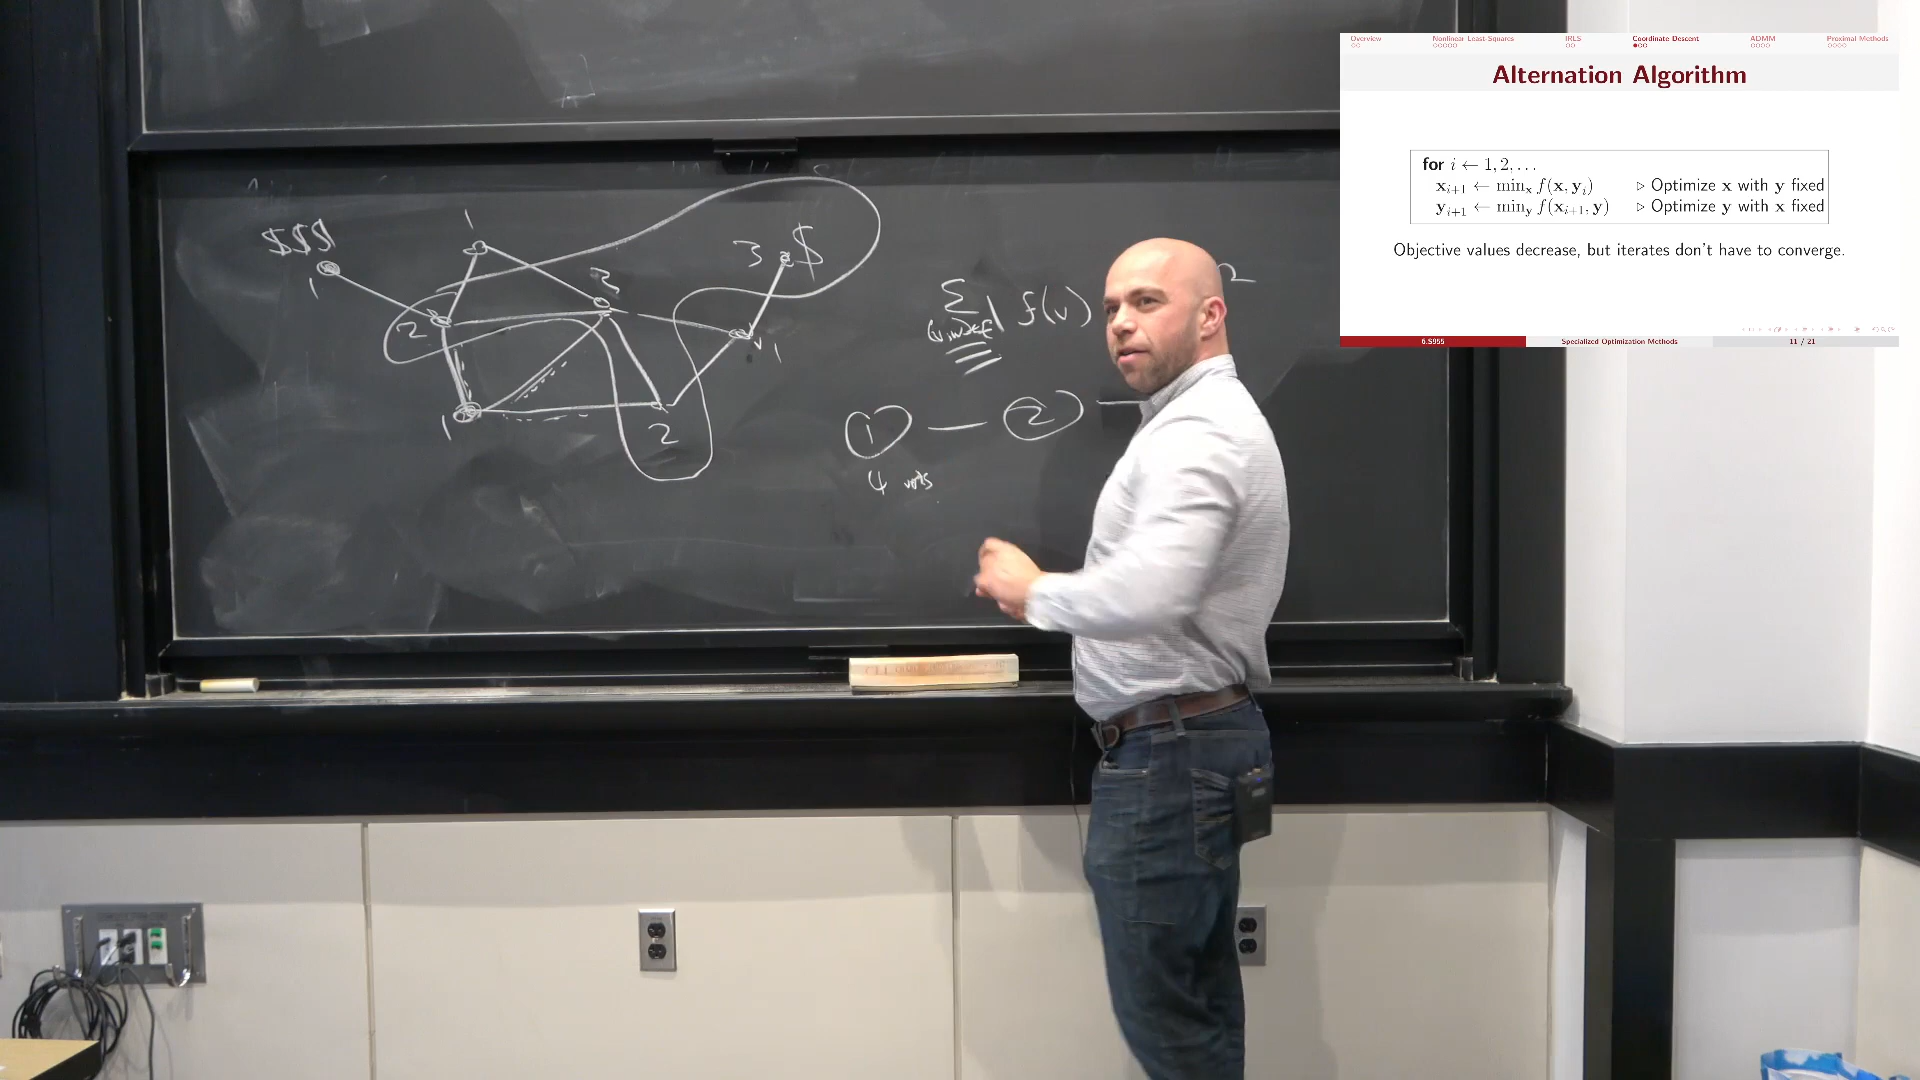 Overview Nonlinear Least-Squares IRLS Coordinate Descent ADMM Proximal Methods
Alternation Algorithm
for i ← 1, 2, . . .
x_{i+1} ← min_x f(x, y_i) ▷ Optimize x with y fixed
y_{i+1} ← min_y f(x_{i+1}, y) ▷ Optimize y with x fixed
Objective values decrease, but iterates don't have to converge.
6.S955 Specialized Optimization Methods 11 / 21
$$$
1
1
2
3
3 $
1
2
v 1
1
Σ | f(v) 2
(v,w)∈E
1 — 2 —
4